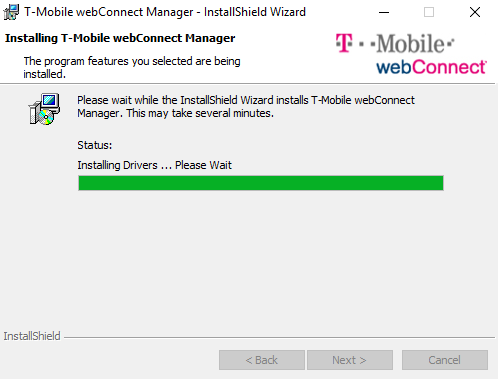 T-Mobile webConnect Manager - InstallShield Wizard
Installing T-Mobile webConnect Manager
The program features you selected are being
installed.
T··Mobile·
webConnect
Please wait while the InstallShield Wizard installs T-Mobile webConnect
Manager. This may take several minutes.
Status:
Installing Drivers ... Please Wait
InstallShield
< Back
Next >
Cancel